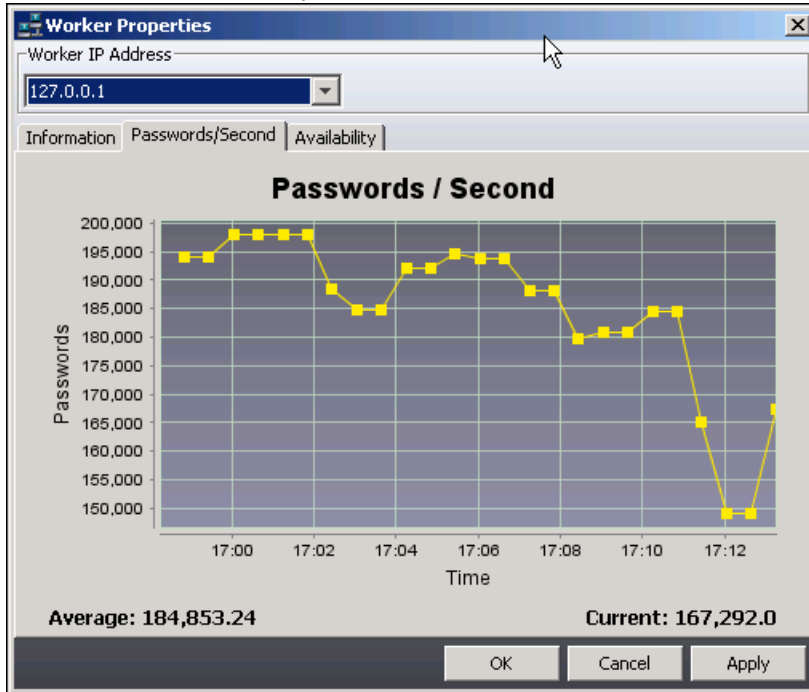 Worker Properties
Worker IP Address
127.0.0.1
Information Passwords/Second Availability
Passwords / Second
200,000
195,000
190,000
185,000
180,000
175,000
170,000
165,000
160,000
155,000
150,000
Passwords
17:00 17:02 17:04 17:06 17:08 17:10 17:12
Time
Average: 184,853.24 Current: 167,292.0
OK Cancel Apply